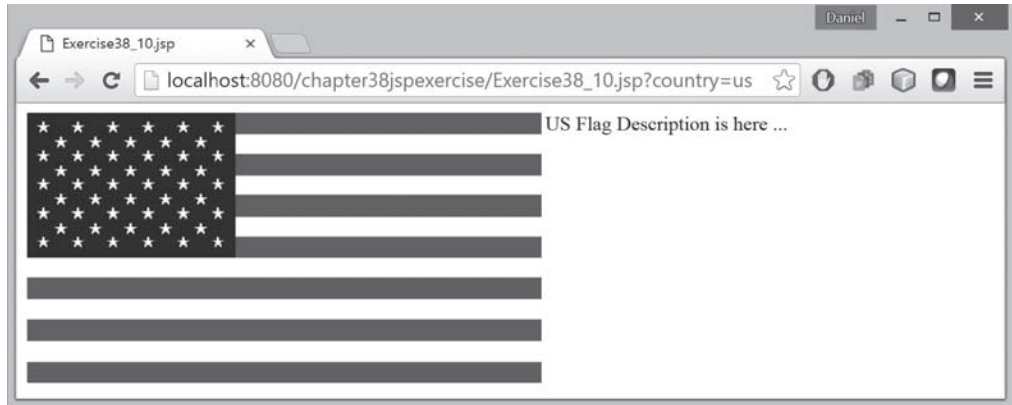 Daniel
Exercise38_10.jsp
localhost:8080/chapter38jspexercise/Exercise38_10.jsp?country=us
US Flag Description is here ...